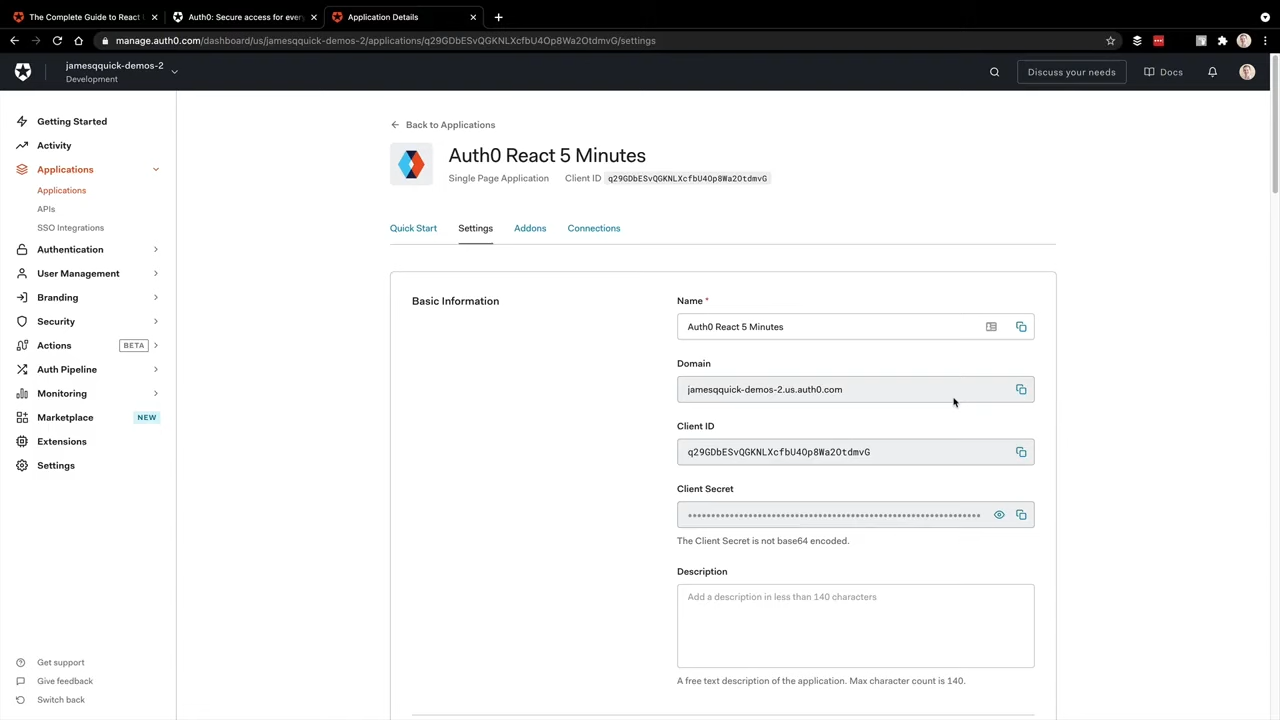 The Complete Guide to React
Auth0: Secure access for every
Application Details
manage.auth0.com/dashboard/us/jamesqquick-demos-2/applications/q29GDbESvQGKNLXcfbU4Op8Wa2OtdmvG/settings
jamesqquick-demos-2
Development
Discuss your needs
Docs
Getting Started
Activity
Applications
Applications
APIs
SSO Integrations
Authentication
User Management
Branding
Security
Actions BETA
Auth Pipeline
Monitoring
Marketplace NEW
Extensions
Settings
Get support
Give feedback
Switch back
Back to Applications
Auth0 React 5 Minutes
Single Page Application Client ID q29GDbESvQGKNLXcfbU4Op8Wa2OtdmvG
Quick Start Settings Addons Connections
Basic Information
Name *
Auth0 React 5 Minutes
Domain
jamesqquick-demos-2.us.auth0.com
Client ID
q29GDbESvQGKNLXcfbU4Op8Wa2OtdmvG
Client Secret
The Client Secret is not base64 encoded.
Description
Add a description in less than 140 characters
A free text description of the application. Max character count is 140.